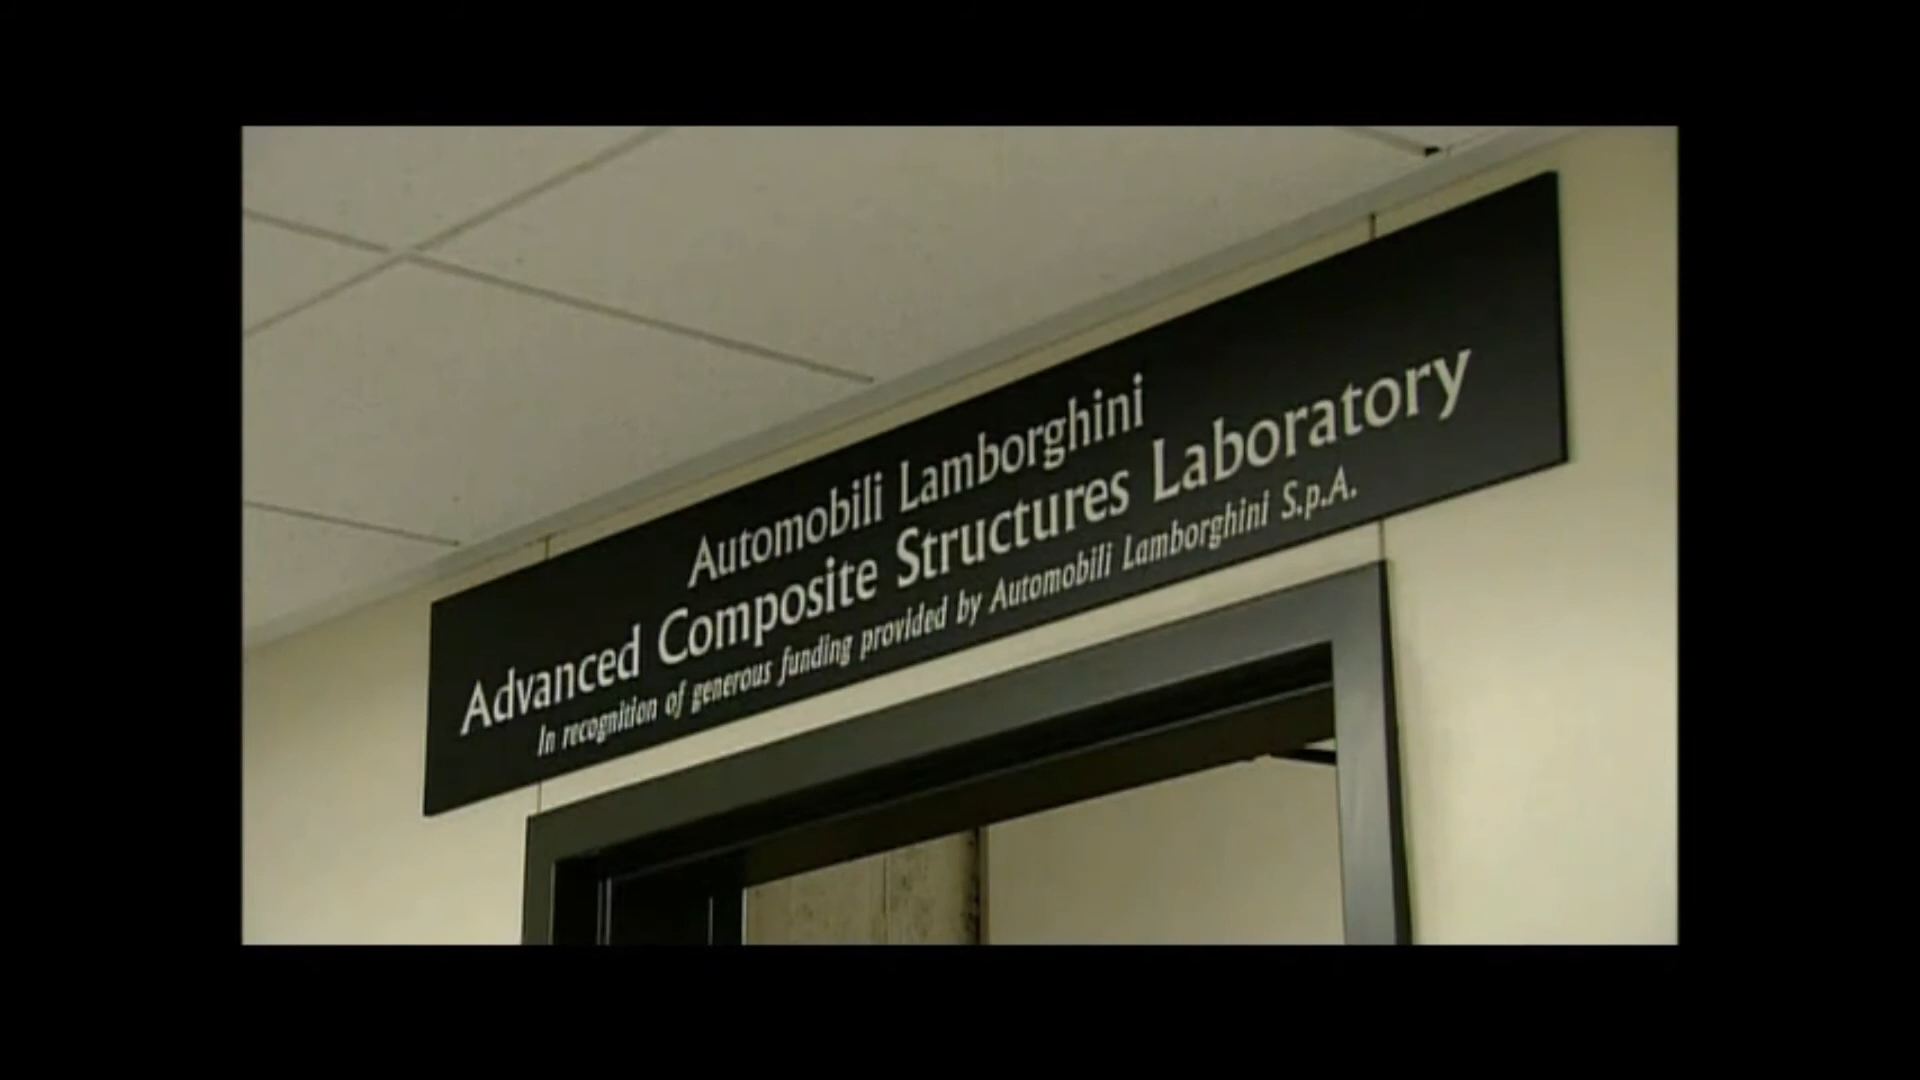 Automobili Lamborghini
Advanced Composite Structures Laboratory
In recognition of generous funding provided by Automobili Lamborghini S.p.A.